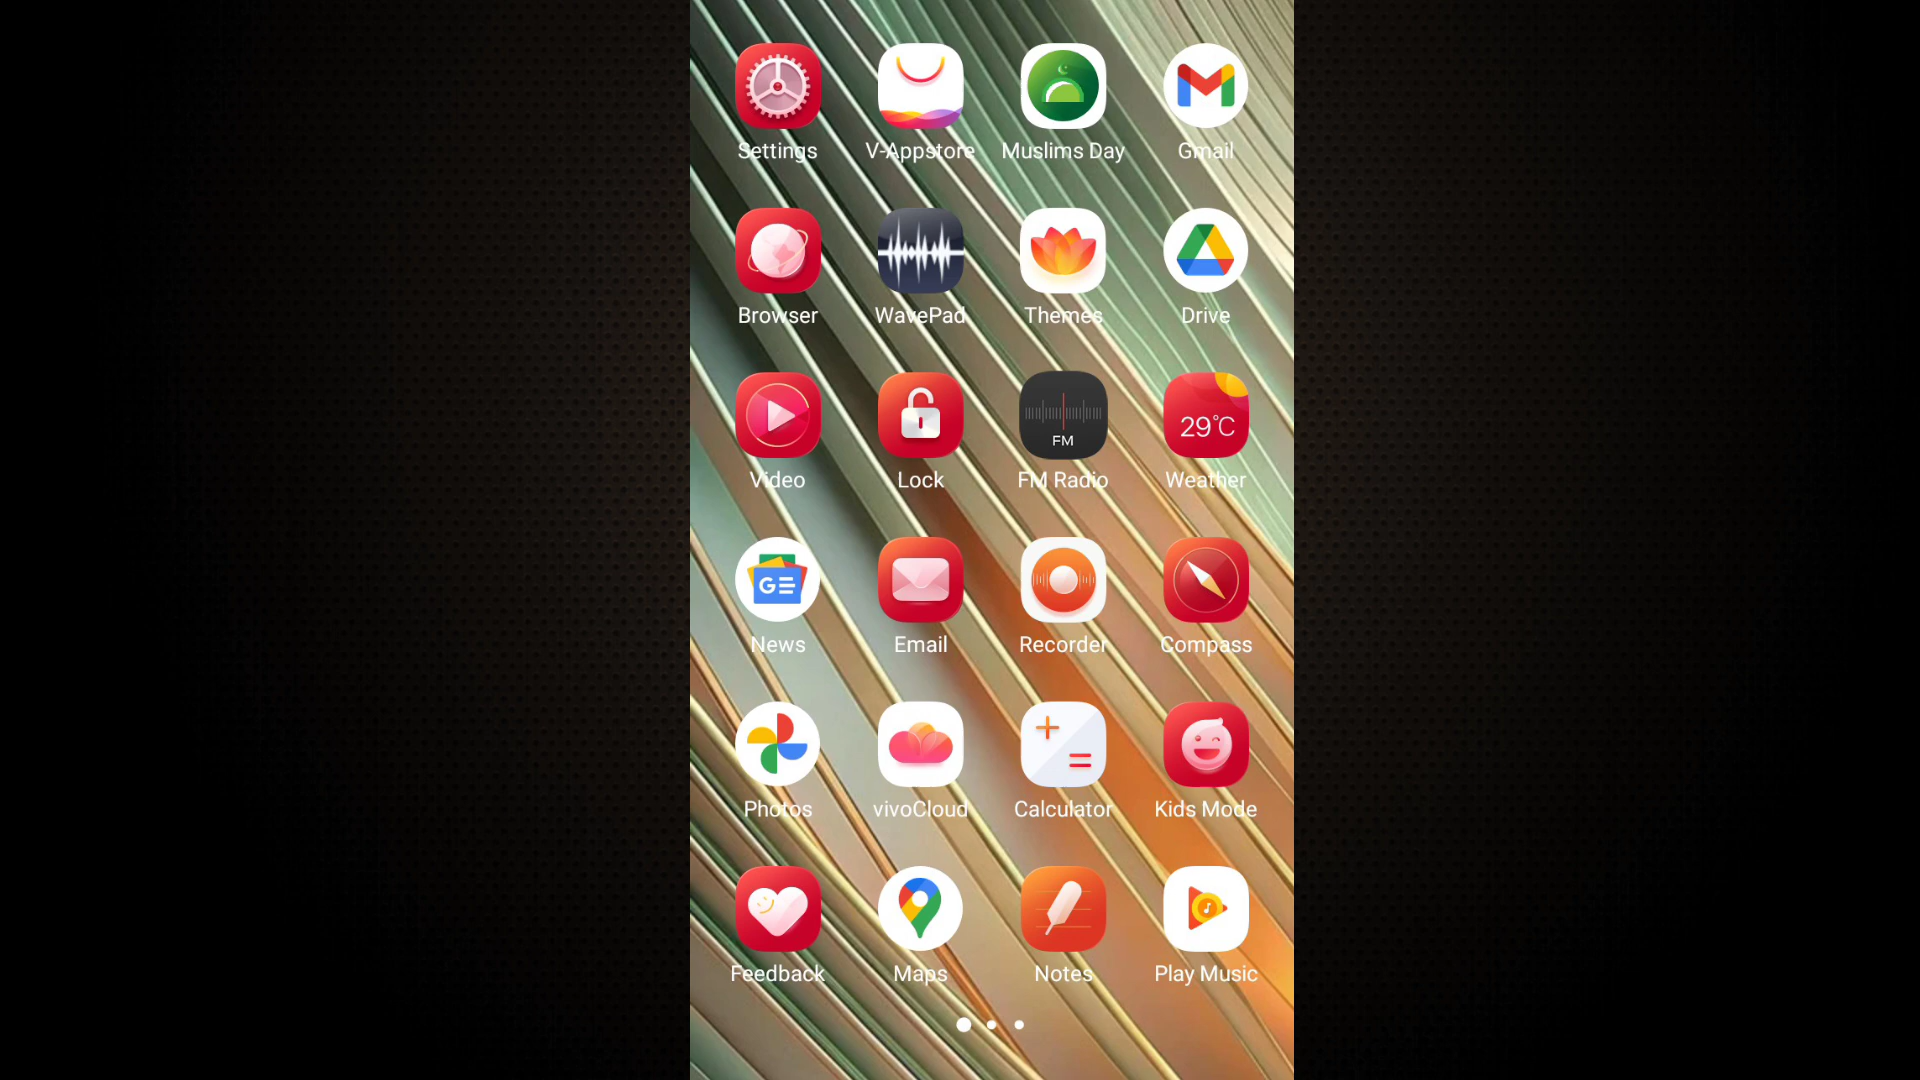 Settings V-Appstore Muslims Day Gmail
Browser WavePad Themes Drive
29°C
FM
Video Lock FM Radio Weather
GE
News Email Recorder Compass
Photos vivoCloud Calculator Kids Mode
Feedback Maps Notes Play Music